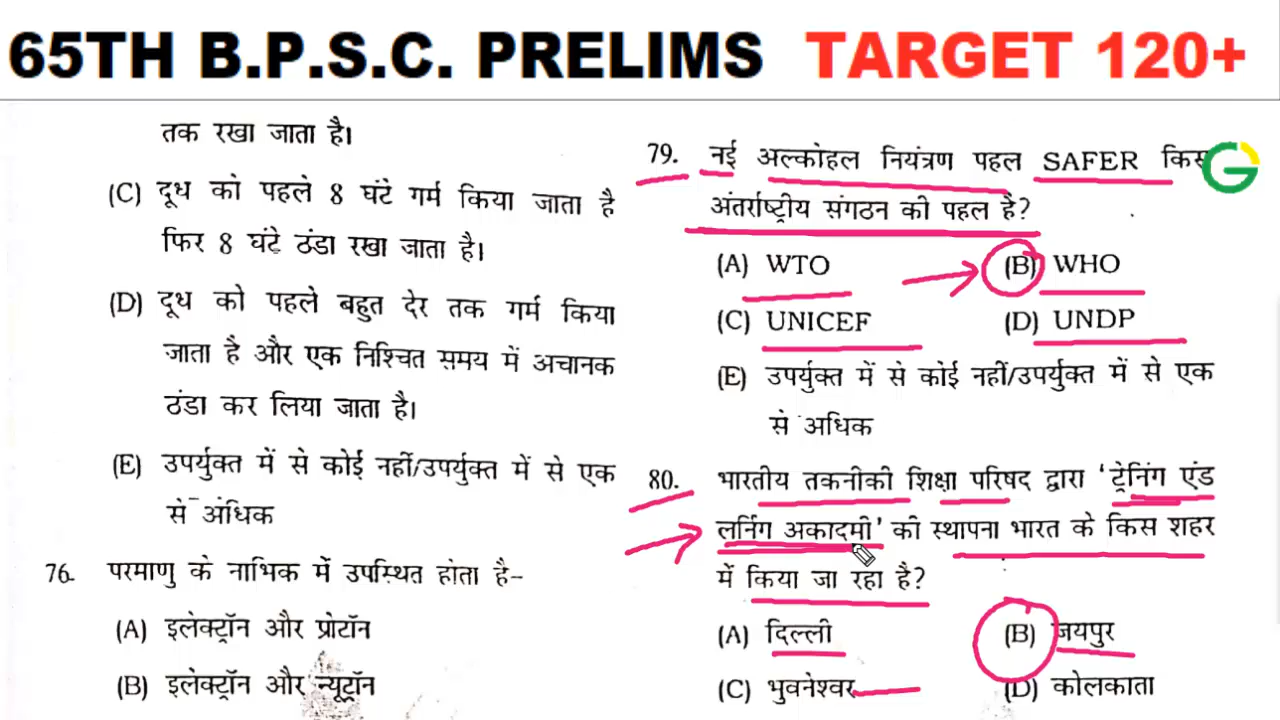 65TH B.P.S.C. PRELIMS TARGET 120+
तक रखा जाता है।
(C) दूध को पहले 8 घंटे गर्म किया जाता है
फिर 8 घंटे ठंडा रखा जाता है।
(D) दूध को पहले बहुत देर तक गर्म किया
जाता है और एक निश्चित समय में अचानक
ठंडा कर लिया जाता है।
(E) उपर्युक्त में से कोई नहीं/उपर्युक्त में से एक
से अधिक
76. परमाणु के नाभिक में उपस्थित होता है-
(A) इलेक्ट्रॉन और प्रोटॉन
(B) इलेक्ट्रॉन और न्यूट्रॉन
79. नई अल्कोहल नियंत्रण पहल SAFER किस
अंतर्राष्ट्रीय संगठन की पहल है?
(A) WTO (B) WHO
(C) UNICEF (D) UNDP
(E) उपर्युक्त में से कोई नहीं/उपर्युक्त में से एक
से अधिक
80. भारतीय तकनीकी शिक्षा परिषद द्वारा 'ट्रेनिंग एंड
लर्निंग अकादमी' की स्थापना भारत के किस शहर
में किया जा रहा है?
(A) दिल्ली (B) जयपुर
(C) भुवनेश्वर (D) कोलकाता